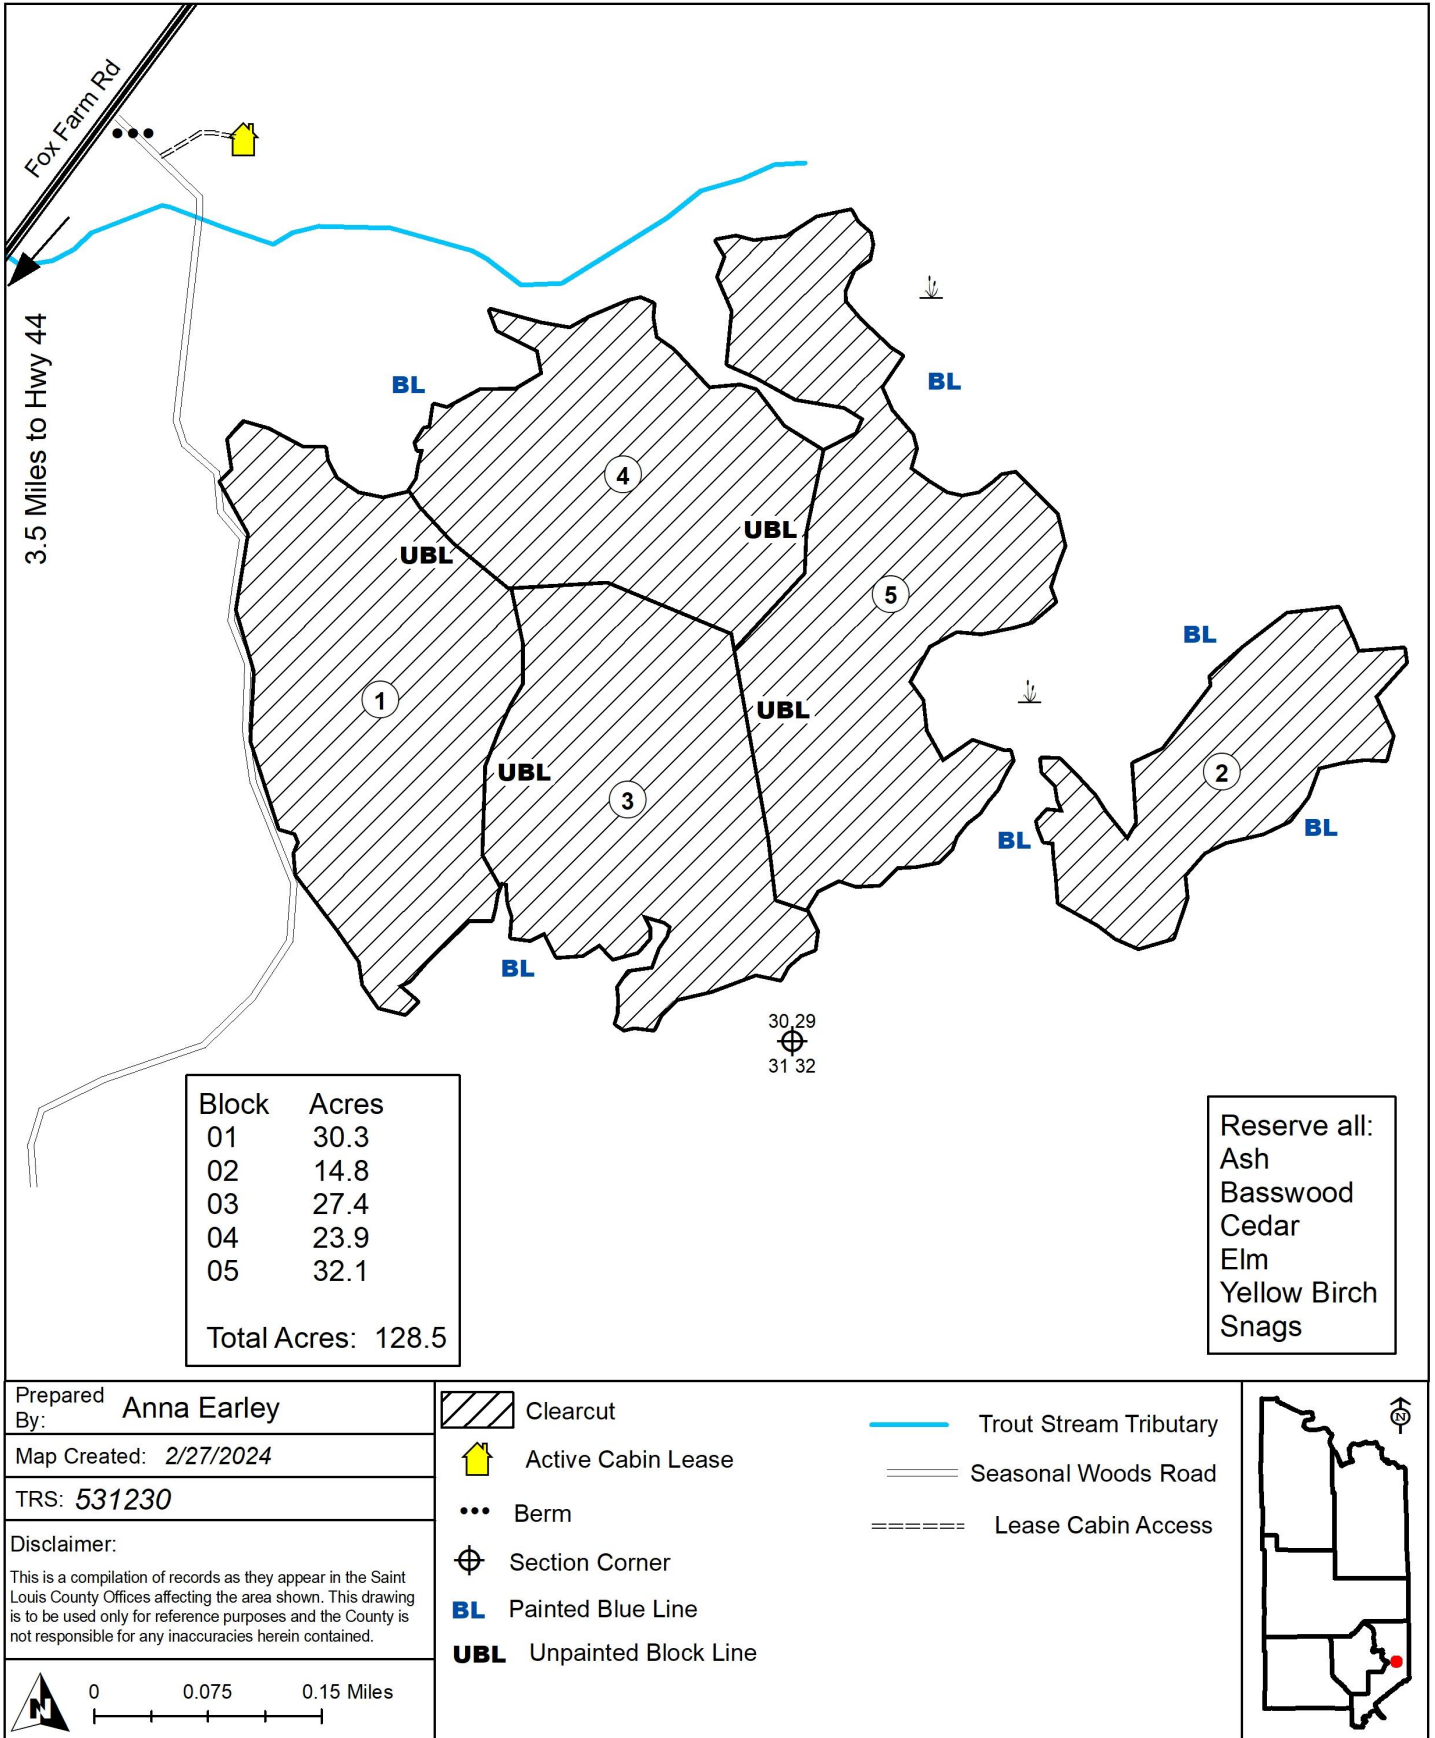 Fox Farm Rd
3.5 Miles to Hwy 44
BL
BL
4
UBL
UBL
5
BL
1
UBL
2
UBL
3
BL
BL
BL
30 29
31 32
Block Acres
01 30.3
02 14.8
03 27.4
04 23.9
05 32.1
Total Acres: 128.5
Reserve all:
Ash
Basswood
Cedar
Elm
Yellow Birch
Snags
Prepared
By: Anna Earley
Map Created: 2/27/2024
TRS: 531230
Disclaimer:
This is a compilation of records as they appear in the Saint
Louis County Offices affecting the area shown. This drawing
is to be used only for reference purposes and the County is
not responsible for any inaccuracies herein contained.
N
0 0.075 0.15 Miles
Clearcut
Active Cabin Lease
Berm
Section Corner
BL Painted Blue Line
UBL Unpainted Block Line
Trout Stream Tributary
Seasonal Woods Road
Lease Cabin Access
N